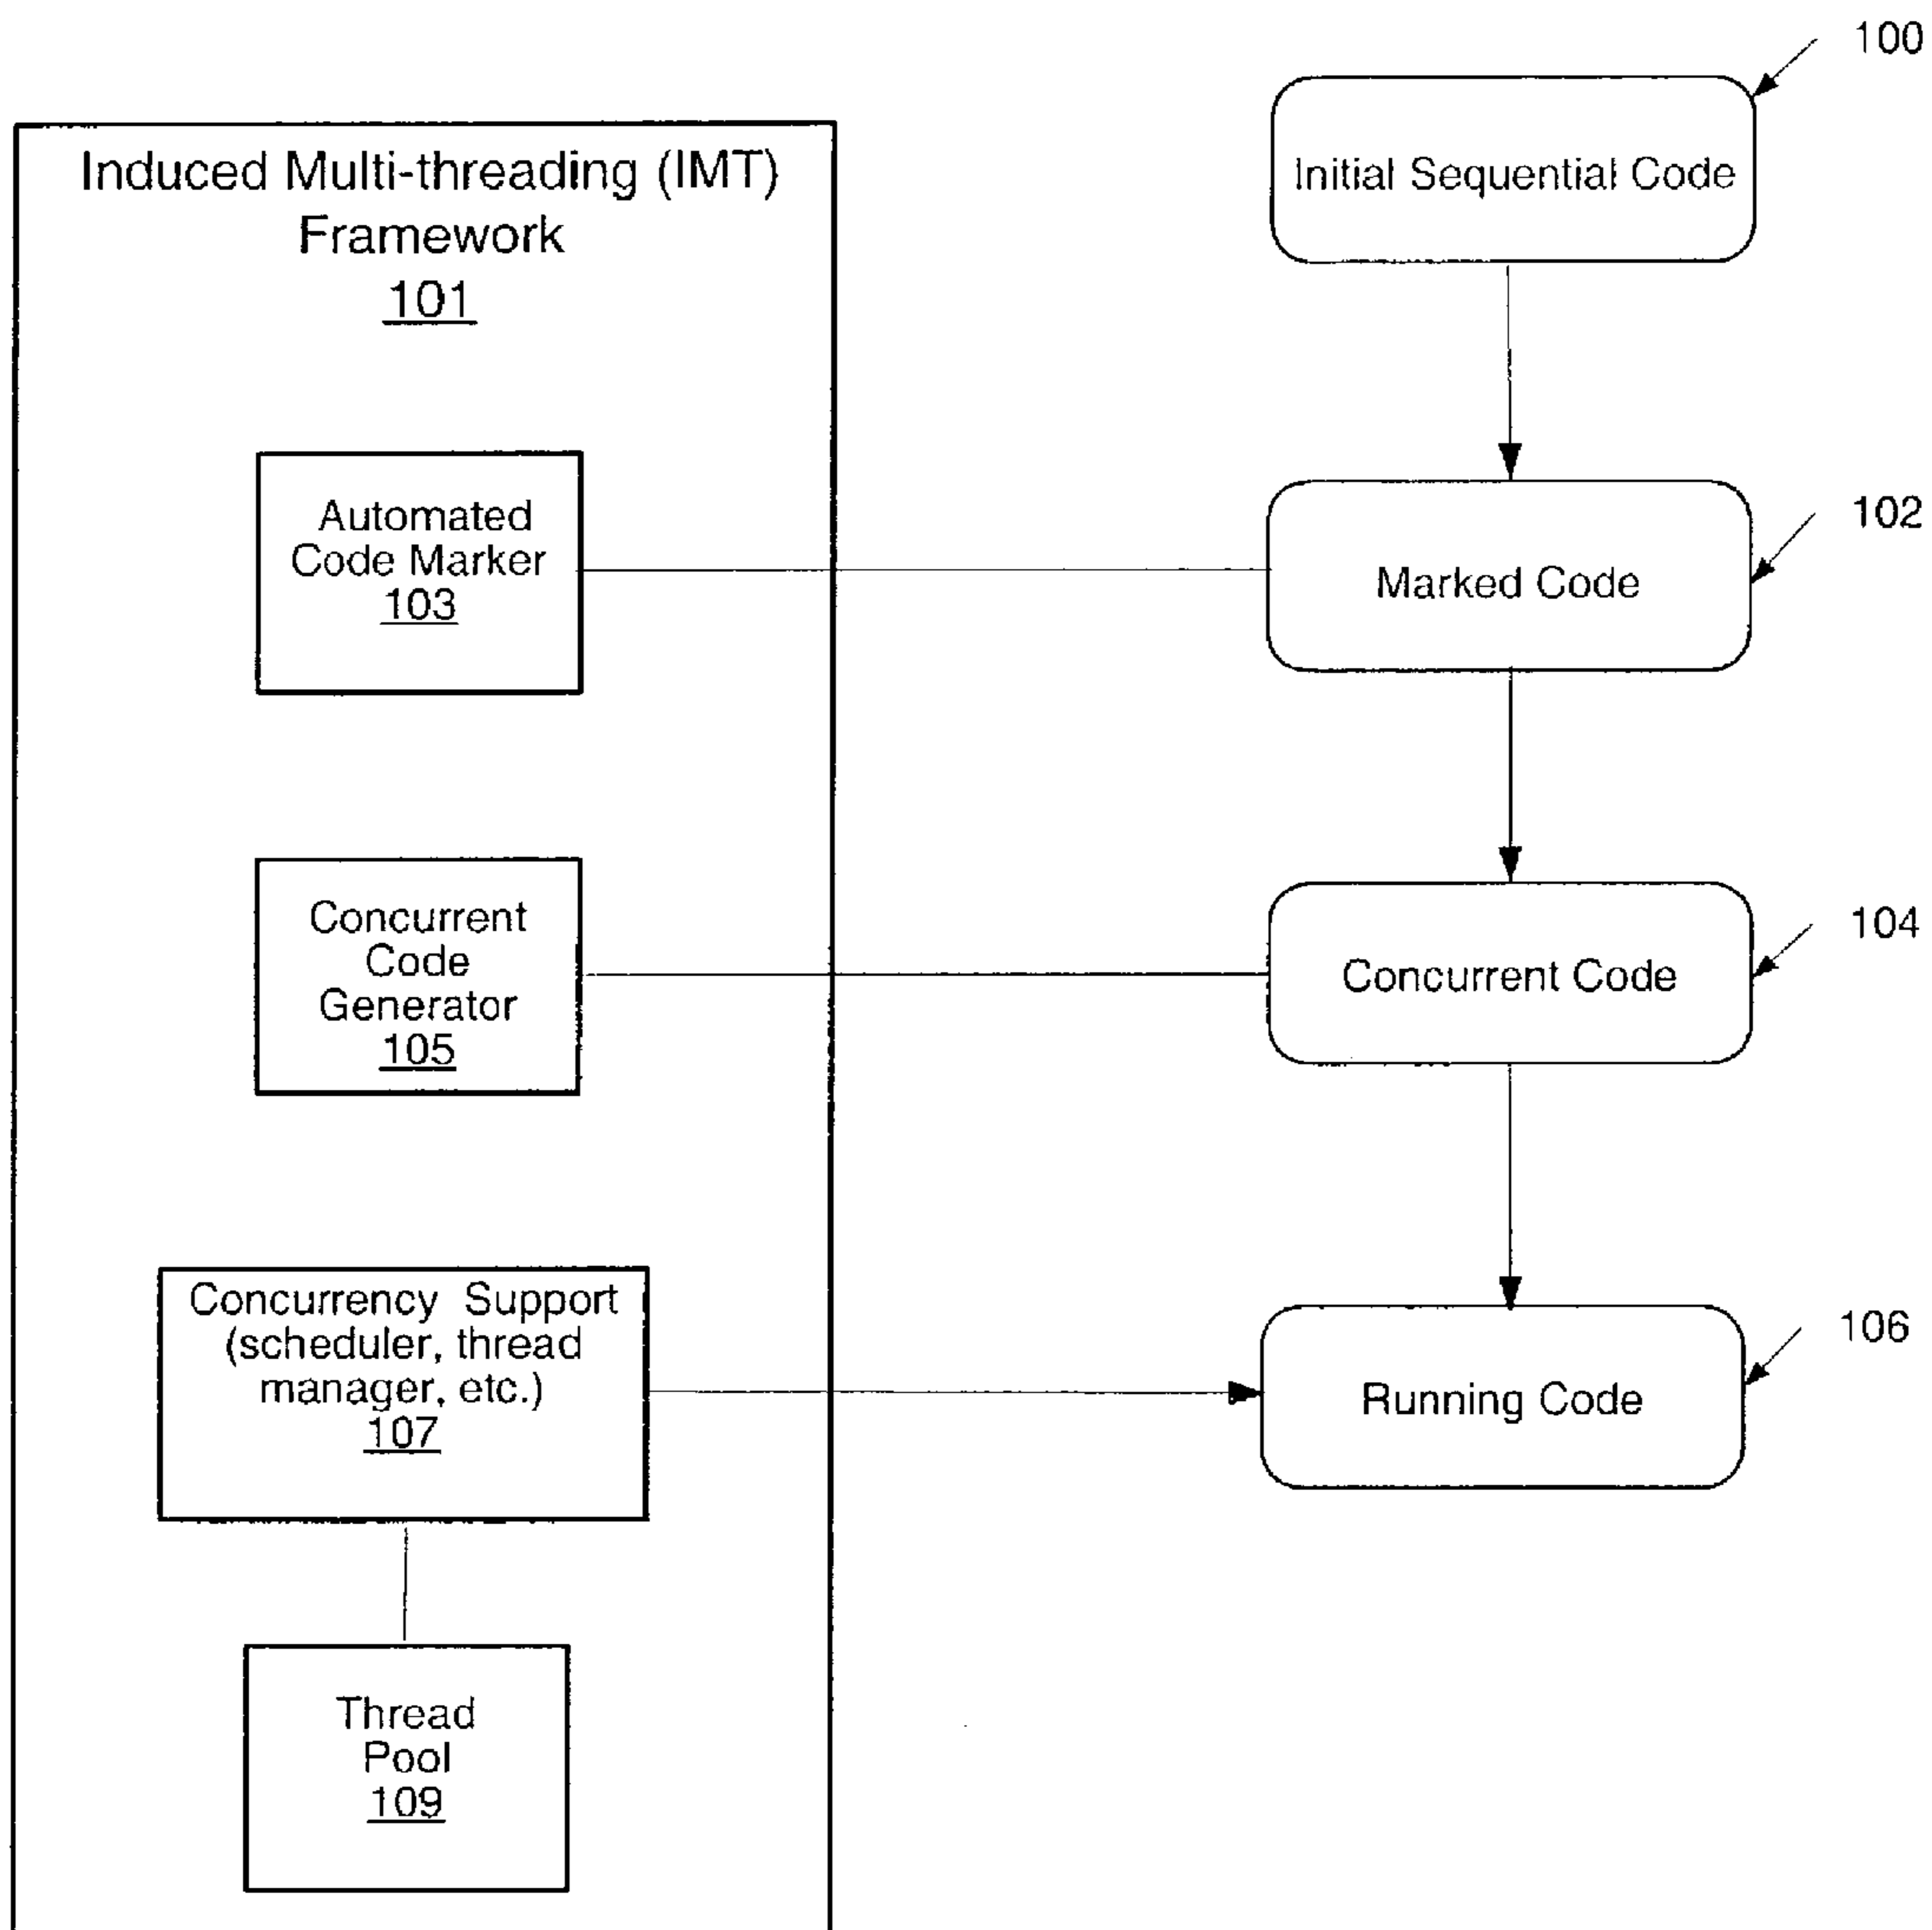 100
Initial Sequential Code
Induced Multi-threading (IMT)
Framework
101
Automated
Code Marker
103
102
Marked Code
Concurrent
Code
Generator
105
104
Concurrent Code
Concurrency Support
(scheduler, thread
manager, etc.)
107
106
Running Code
Thread
Pool
109